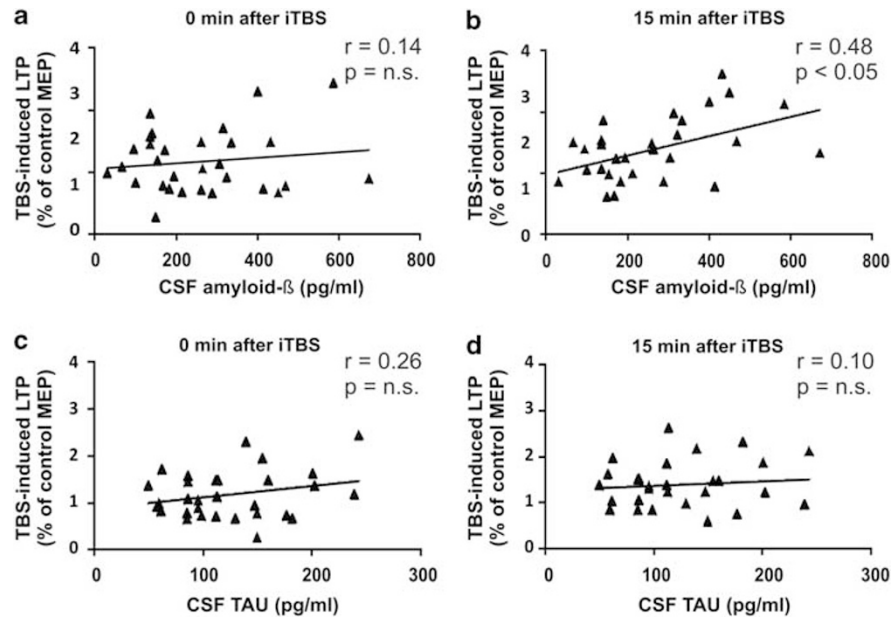 a
0 min after iTBS
r = 0.14
p = n.s.
TBS-induced LTP
(% of control MEP)
4
3
2
1
0
0 200 400 600 800
CSF amyloid-ß (pg/ml)
b
15 min after iTBS
r = 0.48
p < 0.05
TBS-induced LTP
(% of control MEP)
4
3
2
1
0
0 200 400 600 800
CSF amyloid-ß (pg/ml)
c
0 min after iTBS
r = 0.26
p = n.s.
TBS-induced LTP
(% of control MEP)
4
3
2
1
0
0 100 200 300
CSF TAU (pg/ml)
d
15 min after iTBS
r = 0.10
p = n.s.
TBS-induced LTP
(% of control MEP)
4
3
2
1
0
0 100 200 300
CSF TAU (pg/ml)